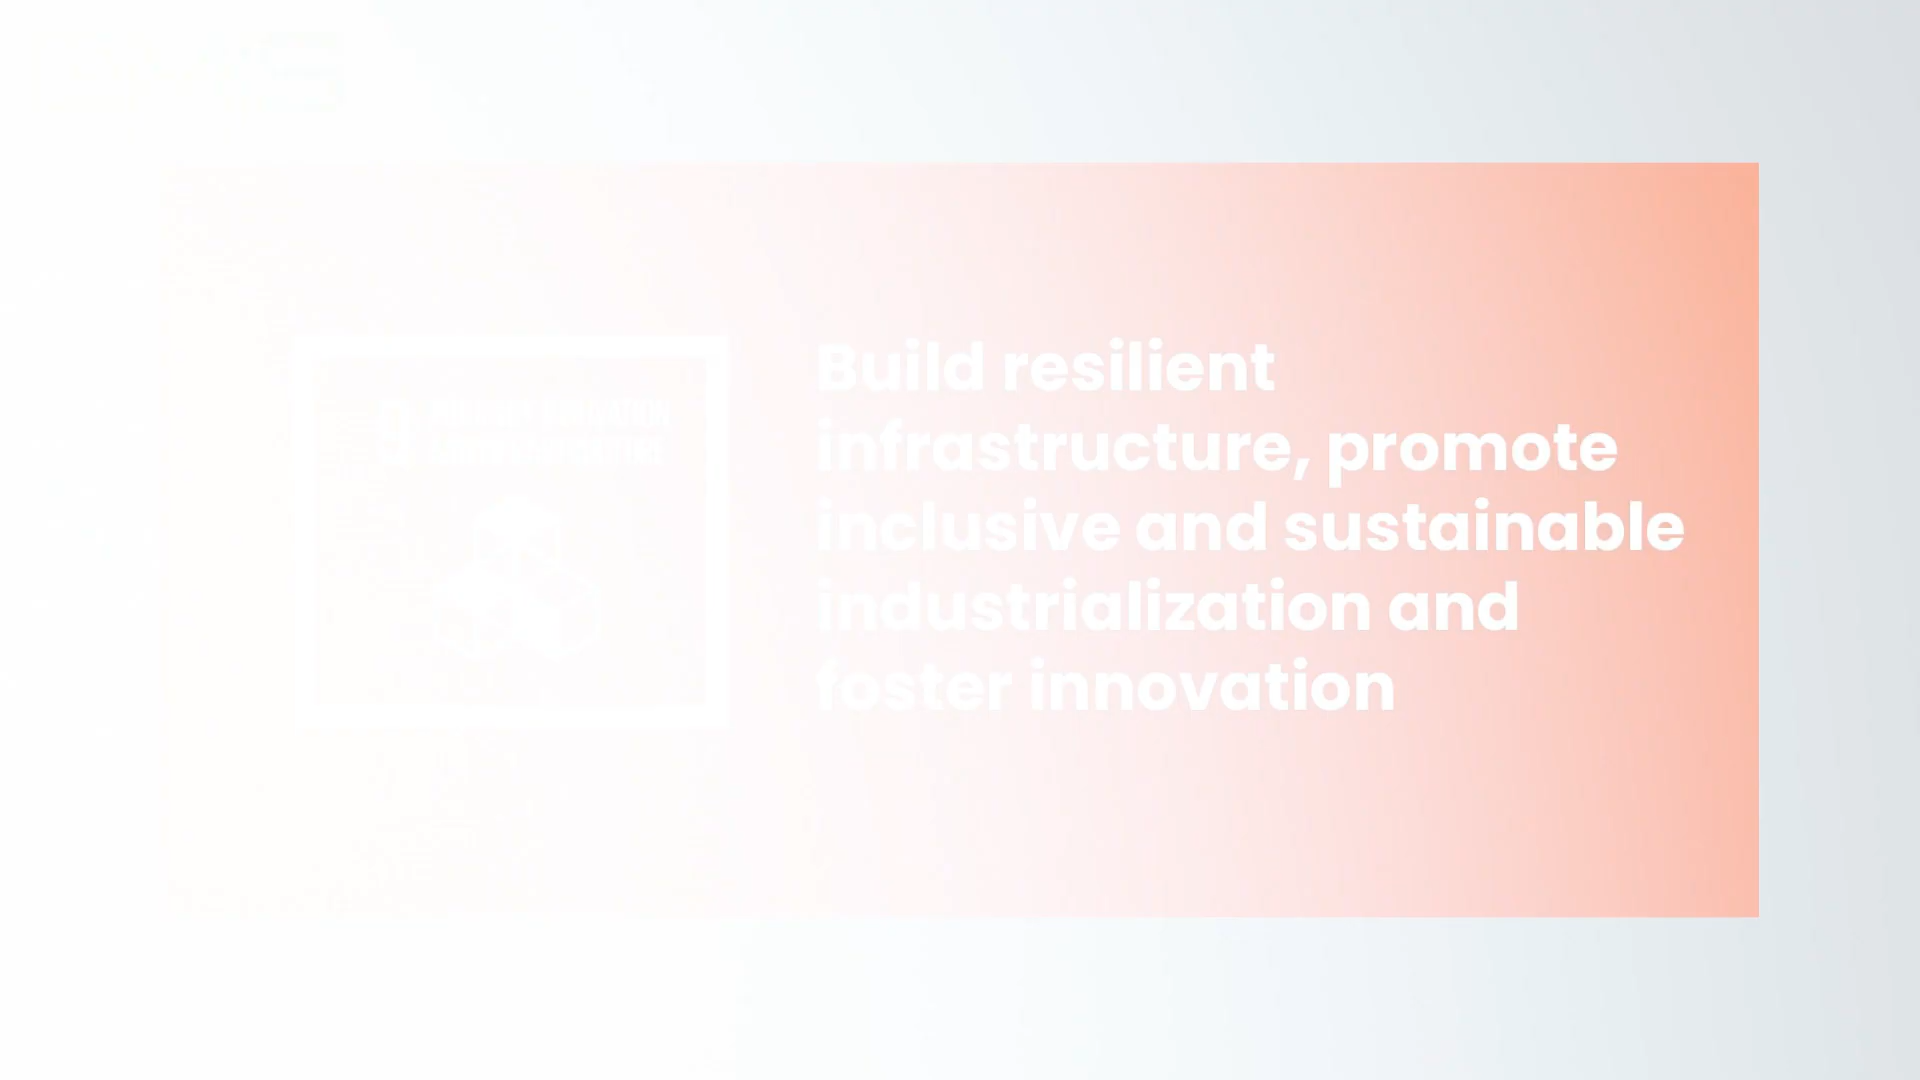 Build resilient
infrastructure, promote
inclusive and sustainable
industrialization and
foster innovation